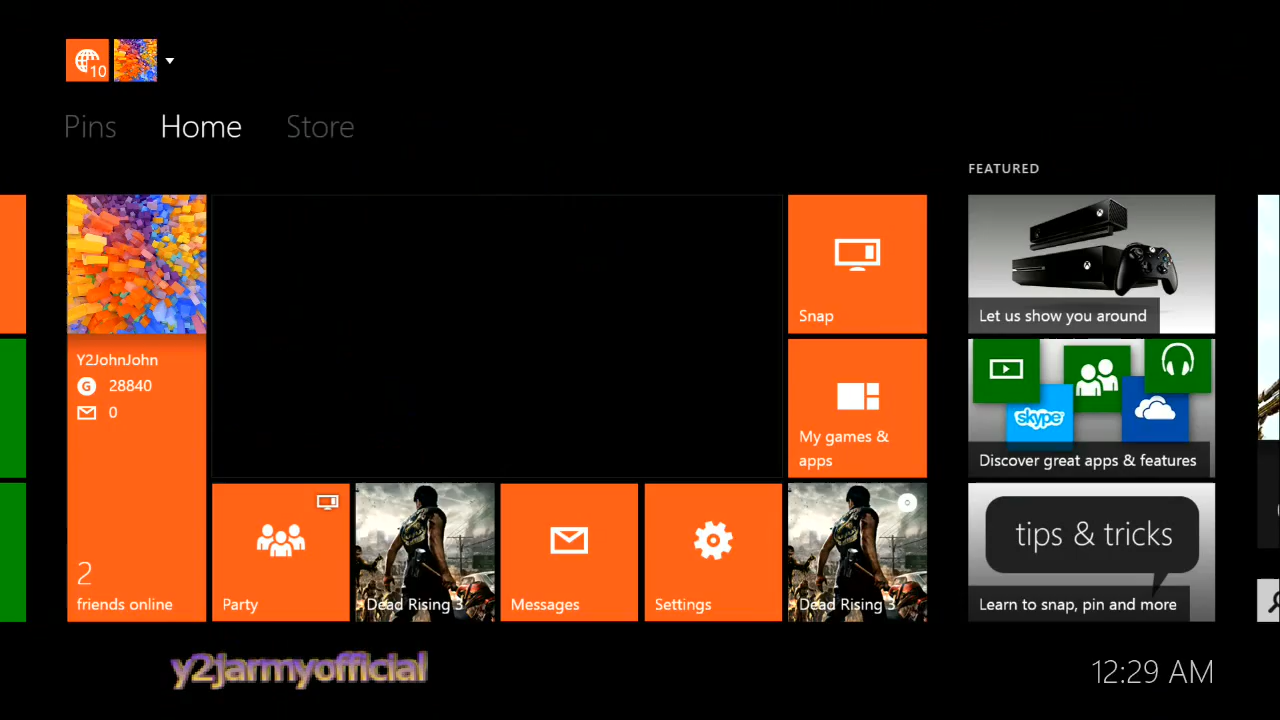 10
Pins Home Store
FEATURED
Y2JohnJohn
G 28840
0
2
friends online
Snap
My games &
apps
Party
Dead Rising 3
Messages
Settings
Dead Rising 3
Let us show you around
skype
Discover great apps & features
tips & tricks
Learn to snap, pin and more
y2jarmyofficial
12:29 AM